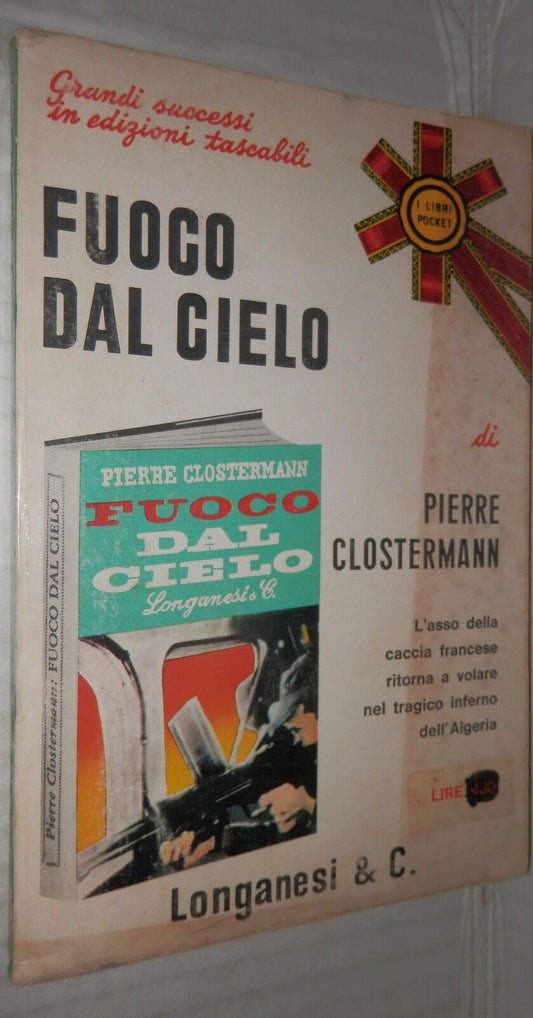 Grandi successi
in edizioni tascabili
I LIBRI
POCKET
FUOCO
DAL CIELO
di
PIERRE
CLOSTERMANN
L'asso della
caccia francese
ritorna a volare
nel tragico inferno
dell'Algeria
LIRE
PIERRE CLOSTERMANN
FUOCO
DAL
CIELO
Longanesi & C.
Pierre Clostermann: FUOCO DAL CIELO
Longanesi & C.